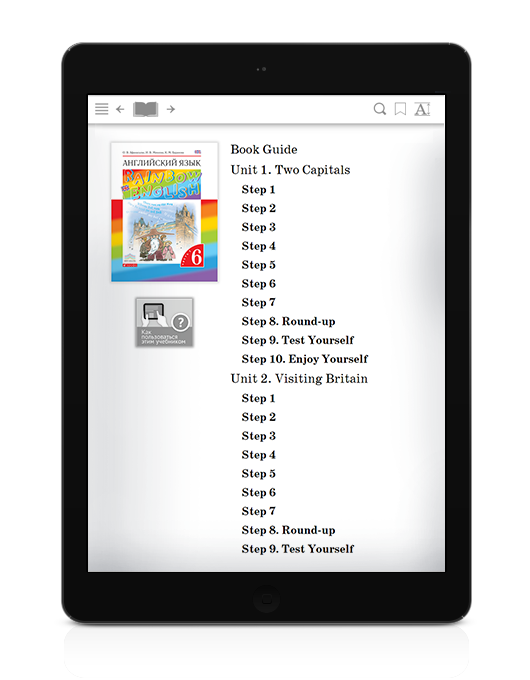 О. В. Афанасьева, И. В. Михеева, К. М. Баранова
АНГЛИЙСКИЙ ЯЗЫК
RAINBOW
ENGLISH
6
Как
пользоваться
этим учебником
?
A
Book Guide
Unit 1. Two Capitals
Step 1
Step 2
Step 3
Step 4
Step 5
Step 6
Step 7
Step 8. Round-up
Step 9. Test Yourself
Step 10. Enjoy Yourself
Unit 2. Visiting Britain
Step 1
Step 2
Step 3
Step 4
Step 5
Step 6
Step 7
Step 8. Round-up
Step 9. Test Yourself